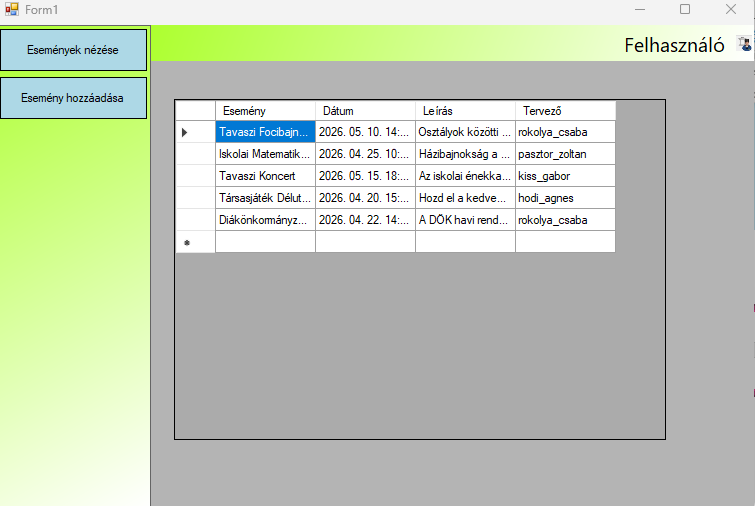 Form1
Események nézése
Esemény hozzáadása
Felhasználó
Esemény Dátum Leírás Tervező
Tavaszi Focibajn... 2026. 05. 10. 14:... Osztályok közötti ... rokolya_csaba
Iskolai Matematik... 2026. 04. 25. 10:... Házibajnokság a ... pasztor_zoltan
Tavaszi Koncert 2026. 05. 15. 18:... Az iskolai énekka... kiss_gabor
Társasjáték Délut... 2026. 04. 20. 15:... Hozd el a kedve... hodi_agnes
Diákönkormányz... 2026. 04. 22. 14:... A DÖK havi rend... rokolya_csaba